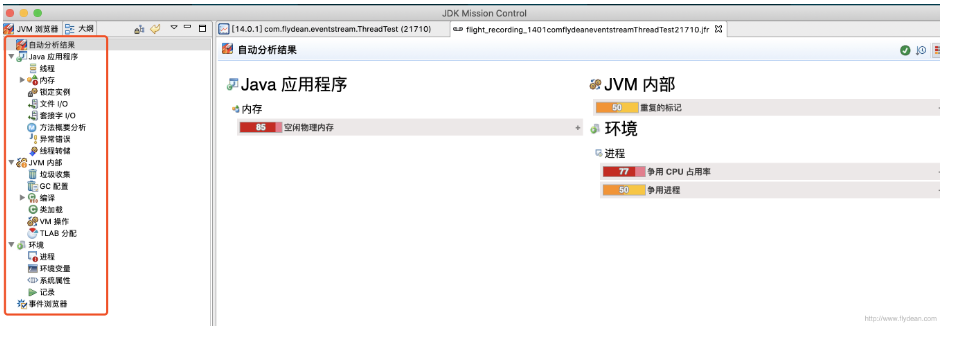 JDK Mission Control
JVM 浏览器 大纲
[14.0.1] com.flydean.eventstream.ThreadTest (21710)
flight_recording_1401comflydeaneventstreamThreadTest21710.jfr
自动分析结果
Java 应用程序
线程
内存
锁定实例
文件 I/O
套接字 I/O
方法概要分析
异常错误
线程转储
JVM 内部
垃圾收集
GC 配置
编译
类加载
VM 操作
TLAB 分配
环境
进程
环境变量
系统属性
记录
事件浏览器
自动分析结果
Java 应用程序
内存
85 空闲物理内存
JVM 内部
50 重复的标记
环境
进程
77 争用 CPU 占用率
50 争用进程
http://www.flydean.com